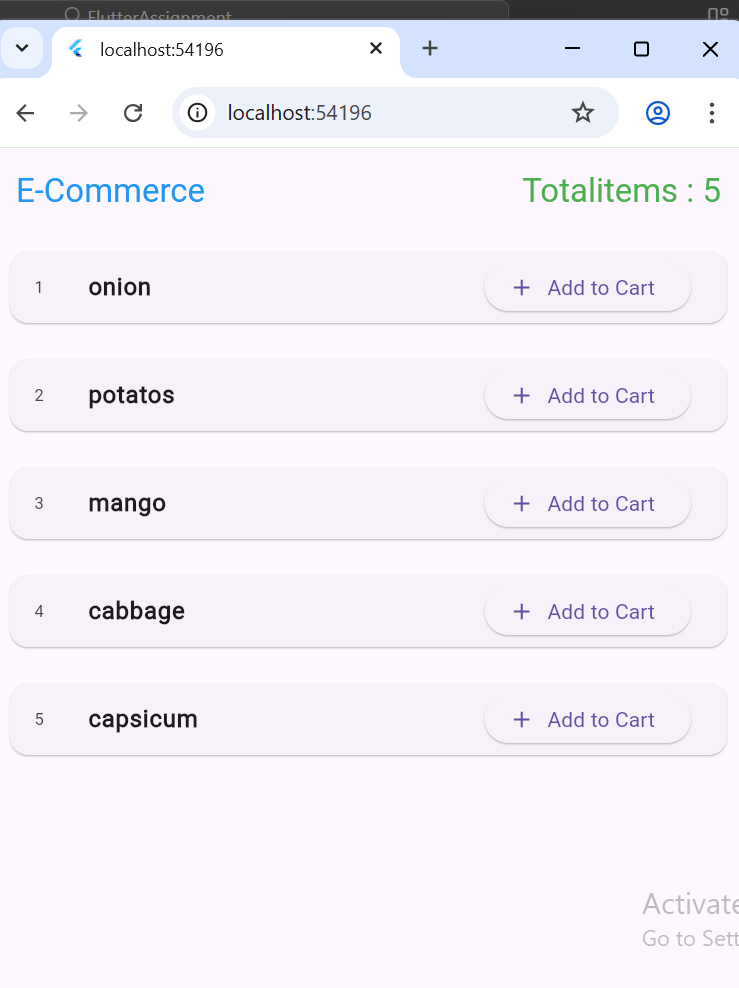 FlutterAssignment
localhost:54196
localhost:54196
E-Commerce Totalitems : 5
1 onion + Add to Cart
2 potatos + Add to Cart
3 mango + Add to Cart
4 cabbage + Add to Cart
5 capsicum + Add to Cart
Activate
Go to Sett